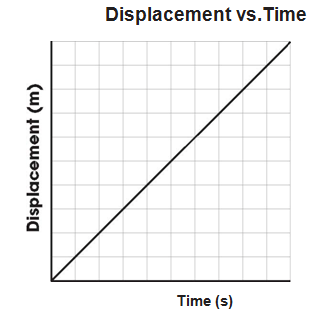 Displacement vs.Time
Displacement (m)
Time (s)